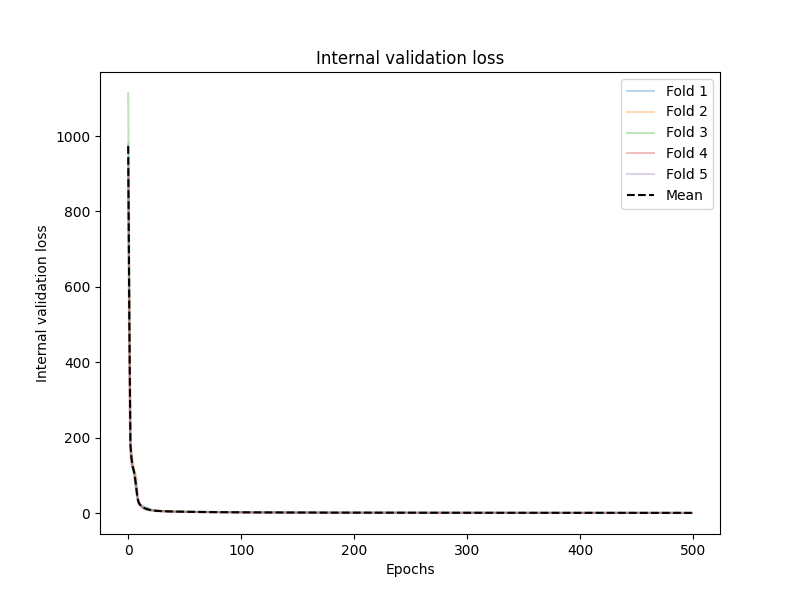 Internal validation loss
Fold 1
Fold 2
Fold 3
Fold 4
Fold 5
Mean
1000
800
600
400
200
0
Internal validation loss
0 100 200 300 400 500
Epochs